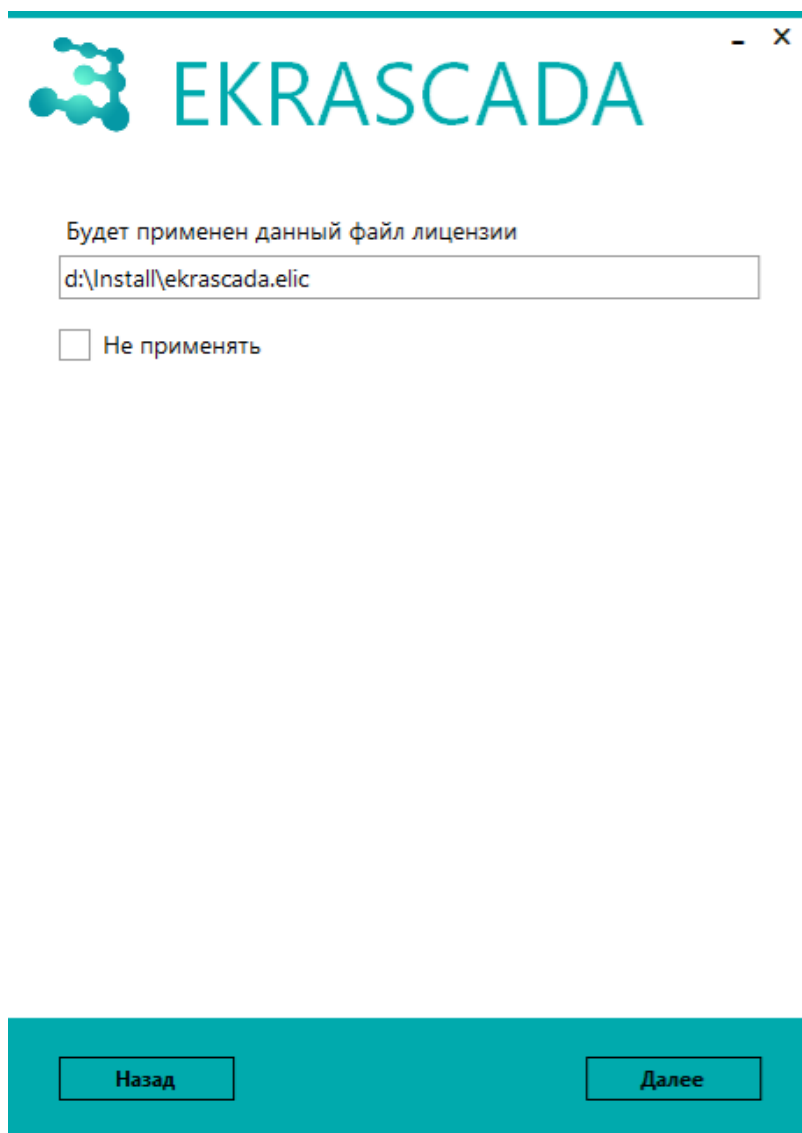 EKRASCADA
Будет применен данный файл лицензии
d:\Install\ekrascada.elic
Не применять
Назад
Далее